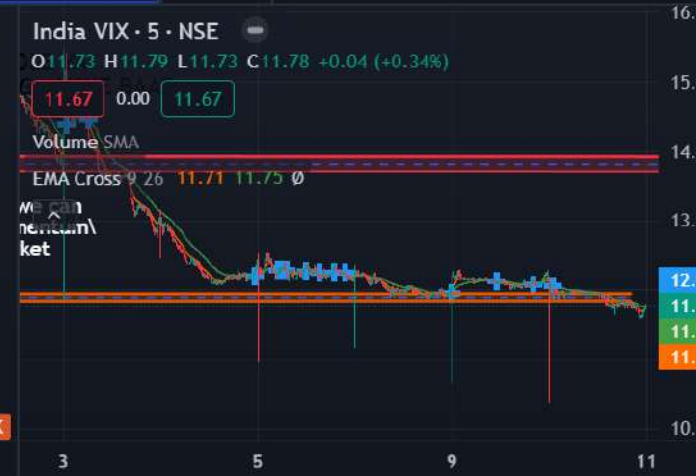 India VIX · 5 · NSE
O11.73 H11.79 L11.73 C11.78 +0.04 (+0.34%)
11.67 0.00 11.67
Volume SMA
EMA Cross 9 26 11.71 11.75 Ø
we can
ket
16.
15.
14.
13.
12.
11.
11.
11.
10.
3 5 9 11